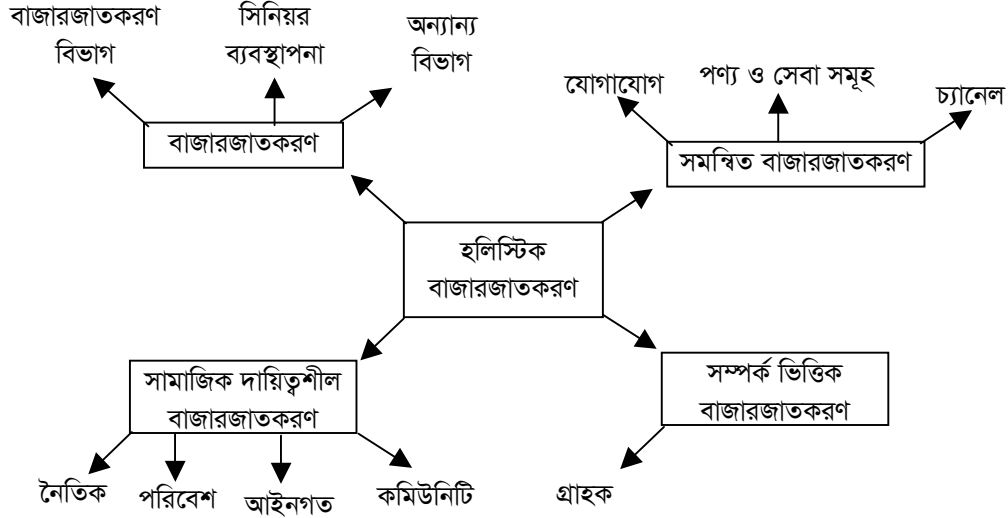 বাজারজাতকরণ
বিভাগ
সিনিয়র
ব্যবস্থাপনা
অন্যান্য
বিভাগ
বাজারজাতকরণ
যোগাযোগ
পণ্য ও সেবা সমূহ
চ্যানেল
সমন্বিত বাজারজাতকরণ
হলিস্টিক
বাজারজাতকরণ
সামাজিক দায়িত্বশীল
বাজারজাতকরণ
নৈতিক
পরিবেশ
আইনগত
কমিউনিটি
সম্পর্ক ভিত্তিক
বাজারজাতকরণ
গ্রাহক